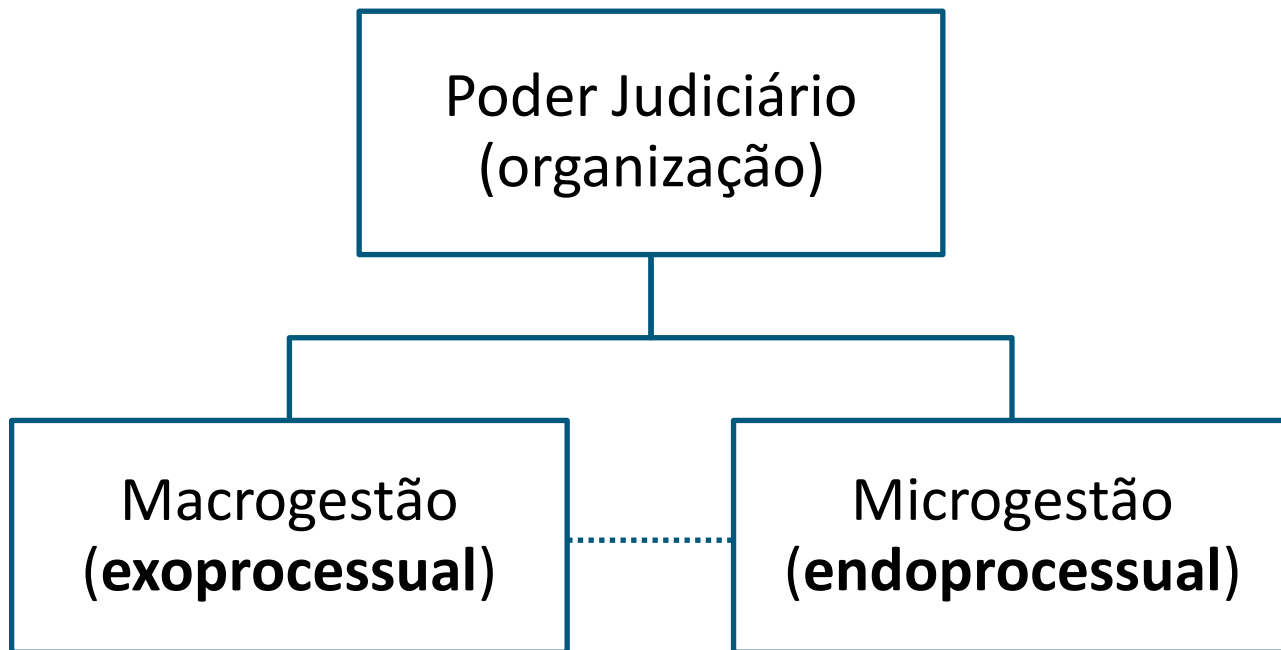 Poder Judiciário
(organização)
Macrogestão
(exoprocessual)
Microgestão
(endoprocessual)